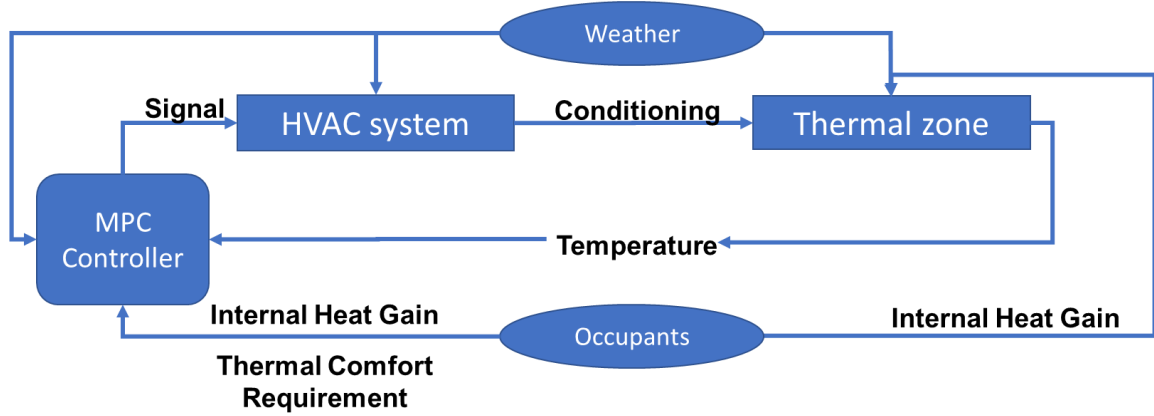 Weather
Signal
HVAC system
Conditioning
Thermal zone
MPC
Controller
Temperature
Internal Heat Gain
Occupants
Internal Heat Gain
Thermal Comfort
Requirement